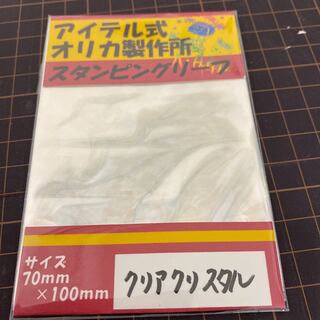 アイテル式
オリカ製作所
スタンピングリーフ
サイズ
70mm
×100mm
クリアクリスタル